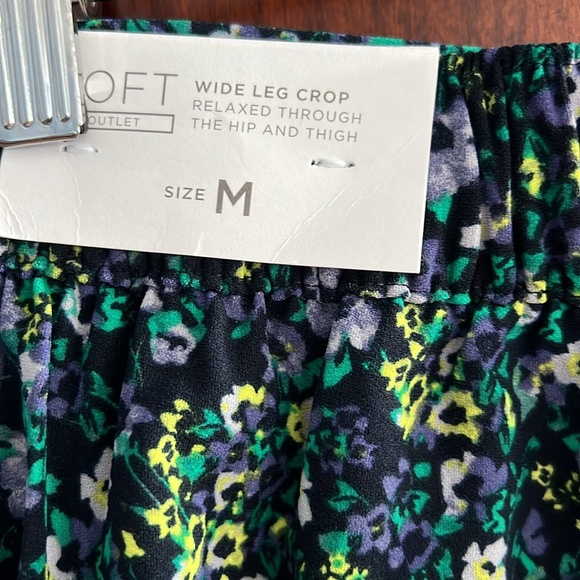 OFT
OUTLET
WIDE LEG CROP
RELAXED THROUGH
THE HIP AND THIGH
SIZE M